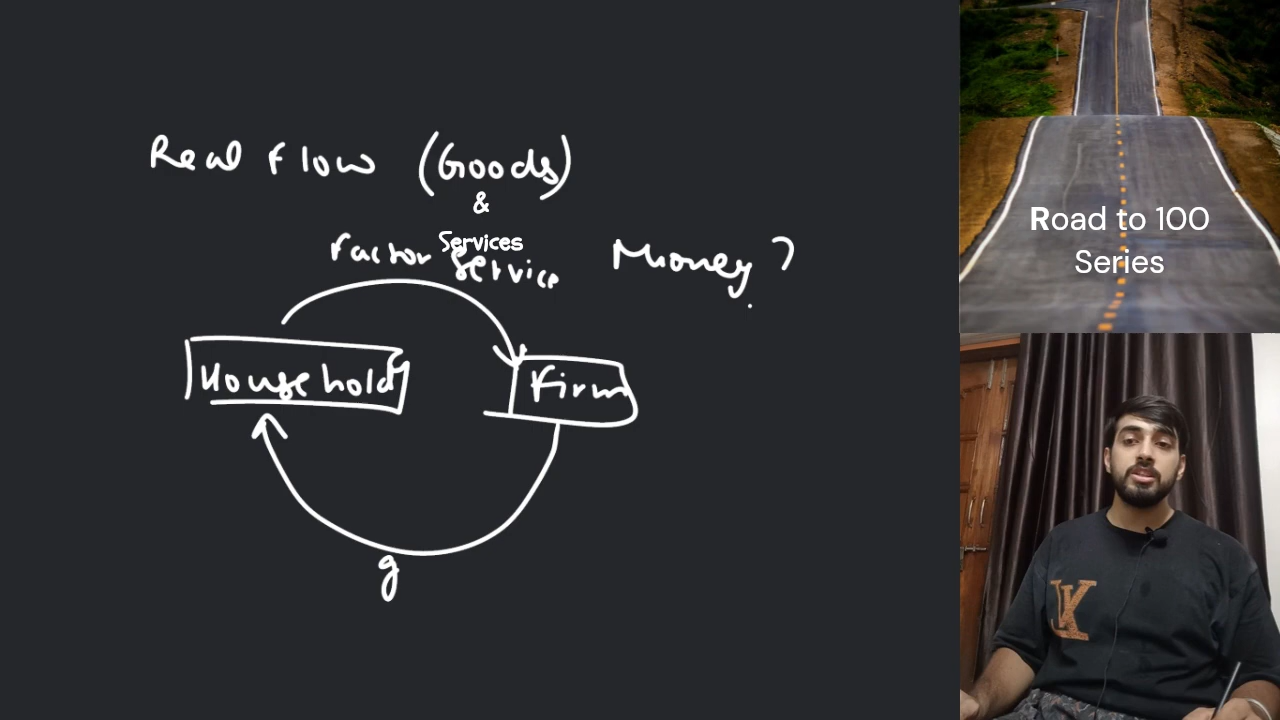 Real flow (Goods)
&
Services
Factor Service
Money ?
Household
Firm
g
Road to 100
Series